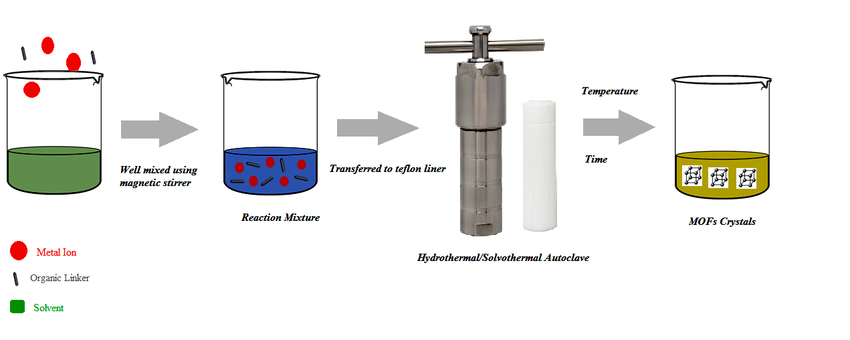 Temperature
Well mixed using
magnetic stirrer
Transferred to teflon liner
Time
Reaction Mixture
MOFs Crystals
Hydrothermal/Solvothermal Autoclave
Metal Ion
Organic Linker
Solvent